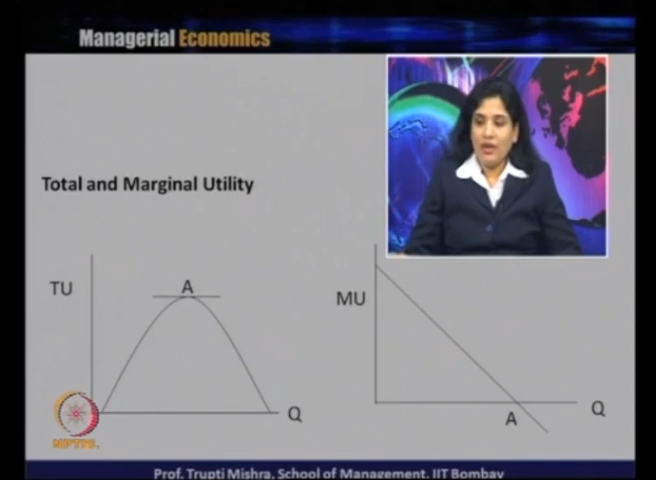 Managerial Economics
Total and Marginal Utility
TU
A
Q
MU
A
Q
NPTEL
Prof. Trupti Mishra, School of Management, IIT Bombay